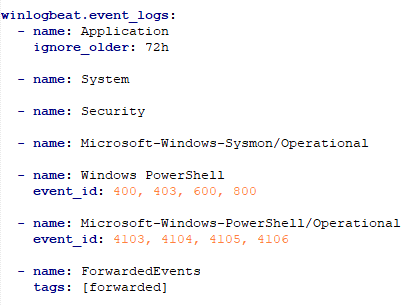 winlogbeat.event_logs:
  - name: Application
    ignore_older: 72h
  - name: System
  - name: Security
  - name: Microsoft-Windows-Sysmon/Operational
  - name: Windows PowerShell
    event_id: 400, 403, 600, 800
  - name: Microsoft-Windows-PowerShell/Operational
    event_id: 4103, 4104, 4105, 4106
  - name: ForwardedEvents
    tags: [forwarded]